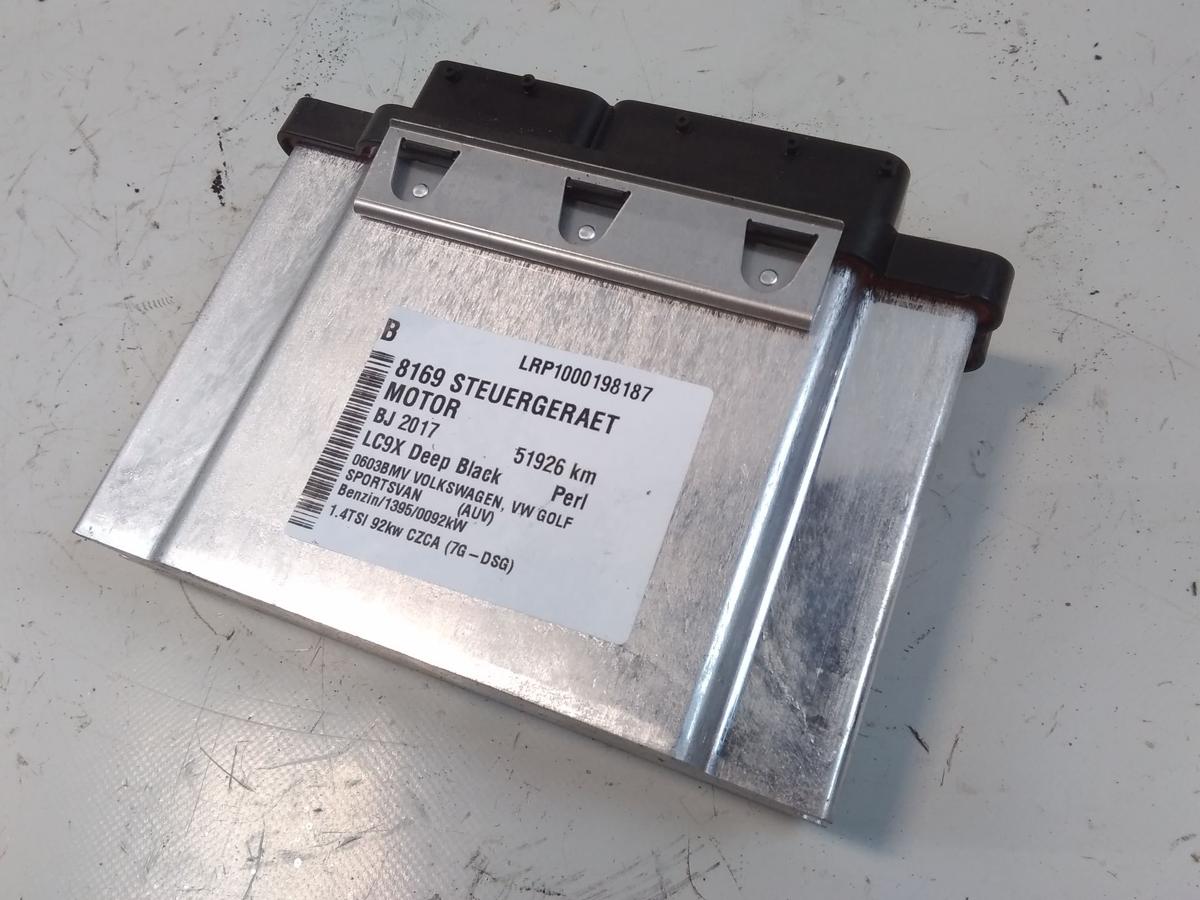 B
LRP1000198187
8169 STEUERGERAET
MOTOR
BJ 2017 51926 km
LC9X Deep Black Perl
0603BMV VOLKSWAGEN, VW GOLF
SPORTSVAN (AUV)
Benzin/1395/0092kW
1.4TSI 92kw CZCA (7G-DSG)